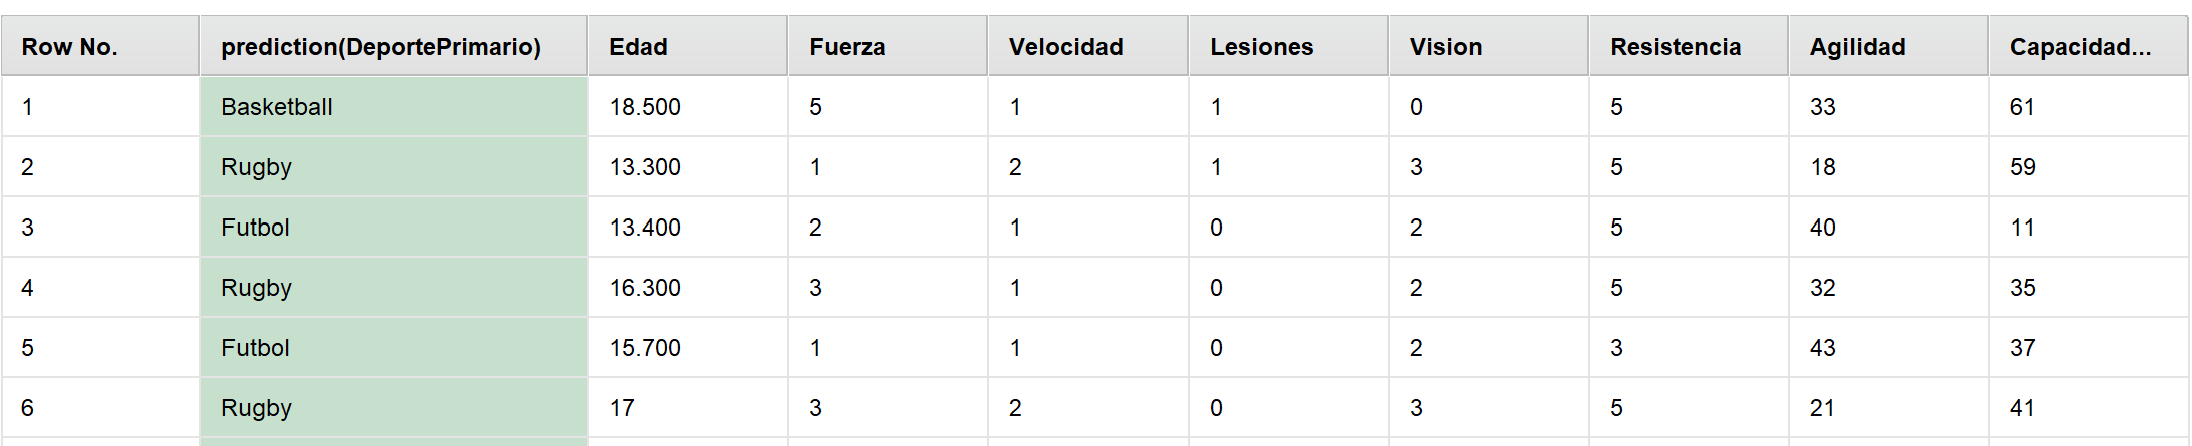 Row No. prediction(DeportePrimario) Edad Fuerza Velocidad Lesiones Vision Resistencia Agilidad Capacidad...
1 Basketball 18.500 5 1 1 0 5 33 61
2 Rugby 13.300 1 2 1 3 5 18 59
3 Futbol 13.400 2 1 0 2 5 40 11
4 Rugby 16.300 3 1 0 2 5 32 35
5 Futbol 15.700 1 1 0 2 3 43 37
6 Rugby 17 3 2 0 3 5 21 41